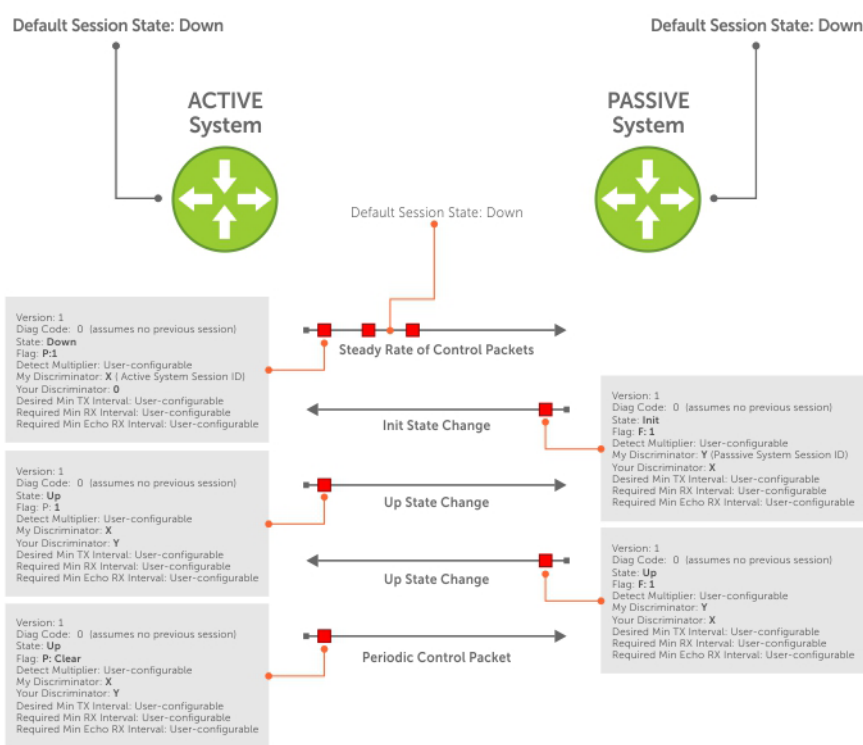 Default Session State: Down
Default Session State: Down
ACTIVE
System
PASSIVE
System
Default Session State: Down
Version: 1
Diag Code: 0 (assumes no previous session)
State: Down
Flag: P:1
Detect Multiplier: User-configurable
My Discriminator: X ( Active System Session ID)
Your Discriminator: 0
Desired Min TX Interval: User-configurable
Required Min RX Interval: User-configurable
Required Min Echo RX Interval: User-configurable
Steady Rate of Control Packets
Version: 1
Diag Code: 0 (assumes no previous session)
State: Init
Flag: F: 1
Detect Multiplier: User-configurable
My Discriminator: Y (Passsive System Session ID)
Your Discriminator: X
Desired Min TX Interval: User-configurable
Required Min RX Interval: User-configurable
Required Min Echo RX Interval: User-configurable
Init State Change
Version: 1
Diag Code: 0 (assumes no previous session)
State: Up
Flag: P: 1
Detect Multiplier: User-configurable
My Discriminator: X
Your Discriminator: Y
Desired Min TX Interval: User-configurable
Required Min RX Interval: User-configurable
Required Min Echo RX Interval: User-configurable
Up State Change
Version: 1
Diag Code: 0 (assumes no previous session)
State: Up
Flag: F: 1
Detect Multiplier: User-configurable
My Discriminator: Y
Your Discriminator: X
Desired Min TX Interval: User-configurable
Required Min RX Interval: User-configurable
Required Min Echo RX Interval: User-configurable
Up State Change
Version: 1
Diag Code: 0 (assumes no previous session)
State: Up
Flag: P: Clear
Detect Multiplier: User-configurable
My Discriminator: X
Your Discriminator: Y
Desired Min TX Interval: User-configurable
Required Min RX Interval: User-configurable
Required Min Echo RX Interval: User-configurable
Periodic Control Packet